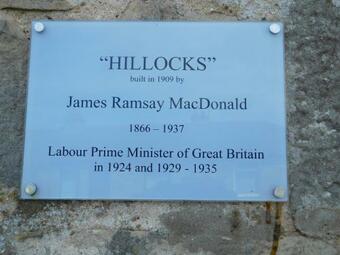 “HILLOCKS”
built in 1909 by
James Ramsay MacDonald
1866 – 1937
Labour Prime Minister of Great Britain
in 1924 and 1929 - 1935